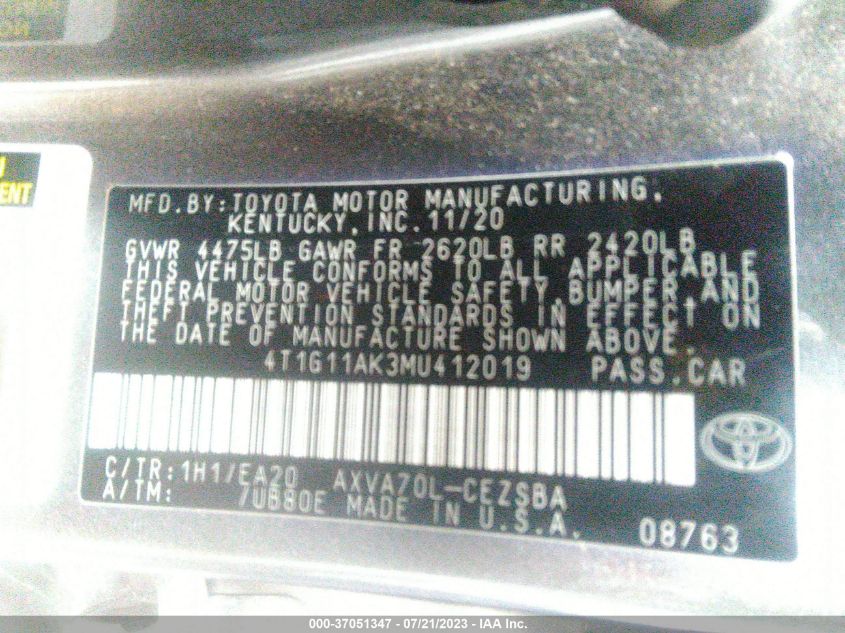 MENT
MFD.BY:TOYOTA MOTOR MANUFACTURING,
KENTUCKY,INC.11/20
GVWR 4475LB GAWR FR 2620LB RR 2420LB
THIS VEHICLE CONFORMS TO ALL APPLICABLE
FEDERAL MOTOR VEHICLE SAFETY,BUMPER,AND
THEFT PREVENTION STANDARDS IN EFFECT ON
THE DATE OF MANUFACTURE SHOWN ABOVE.
4T1G11AK3MU412019 PASS.CAR
C/TR:1H1/EA20 AXVA70L-CEZSBA
A/TM: /UB80E MADE IN U.S.A. 08763
000-37051347 - 07/21/2023 - IAA Inc.